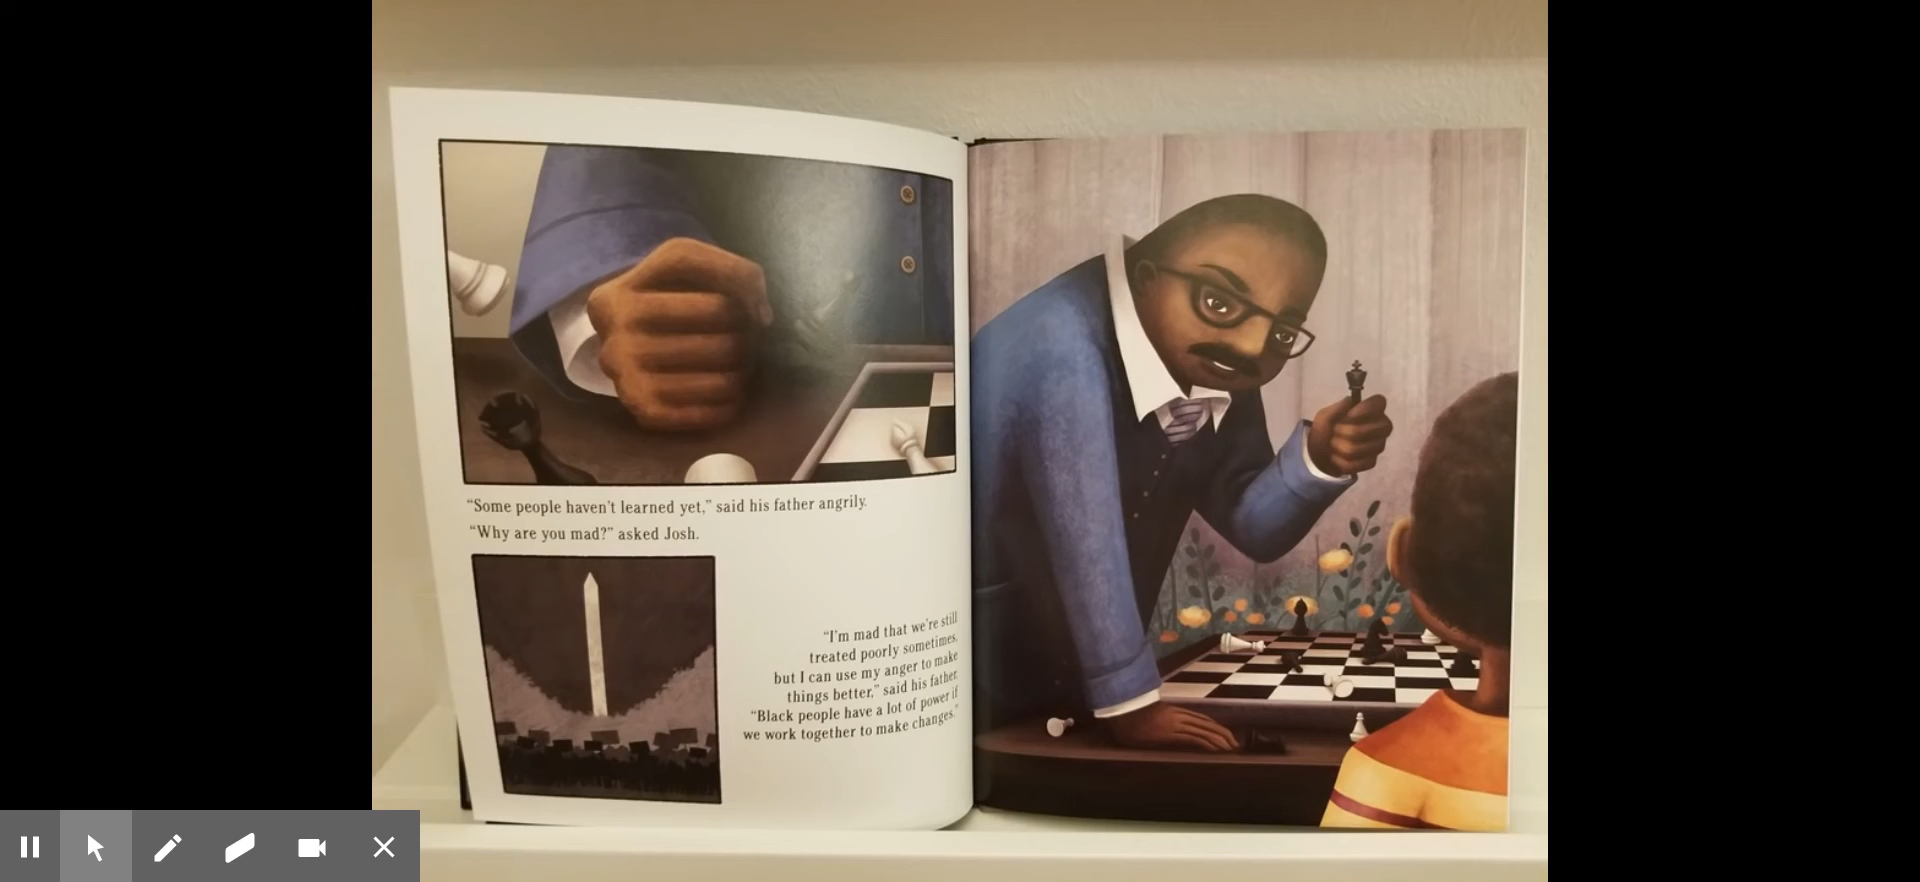 “Some people haven’t learned yet,” said his father angrily.
“Why are you mad?” asked Josh.
“I’m mad that we’re still
treated poorly sometimes,
but I can use my anger to make
things better,” said his father.
“Black people have a lot of power if
we work together to make changes.”